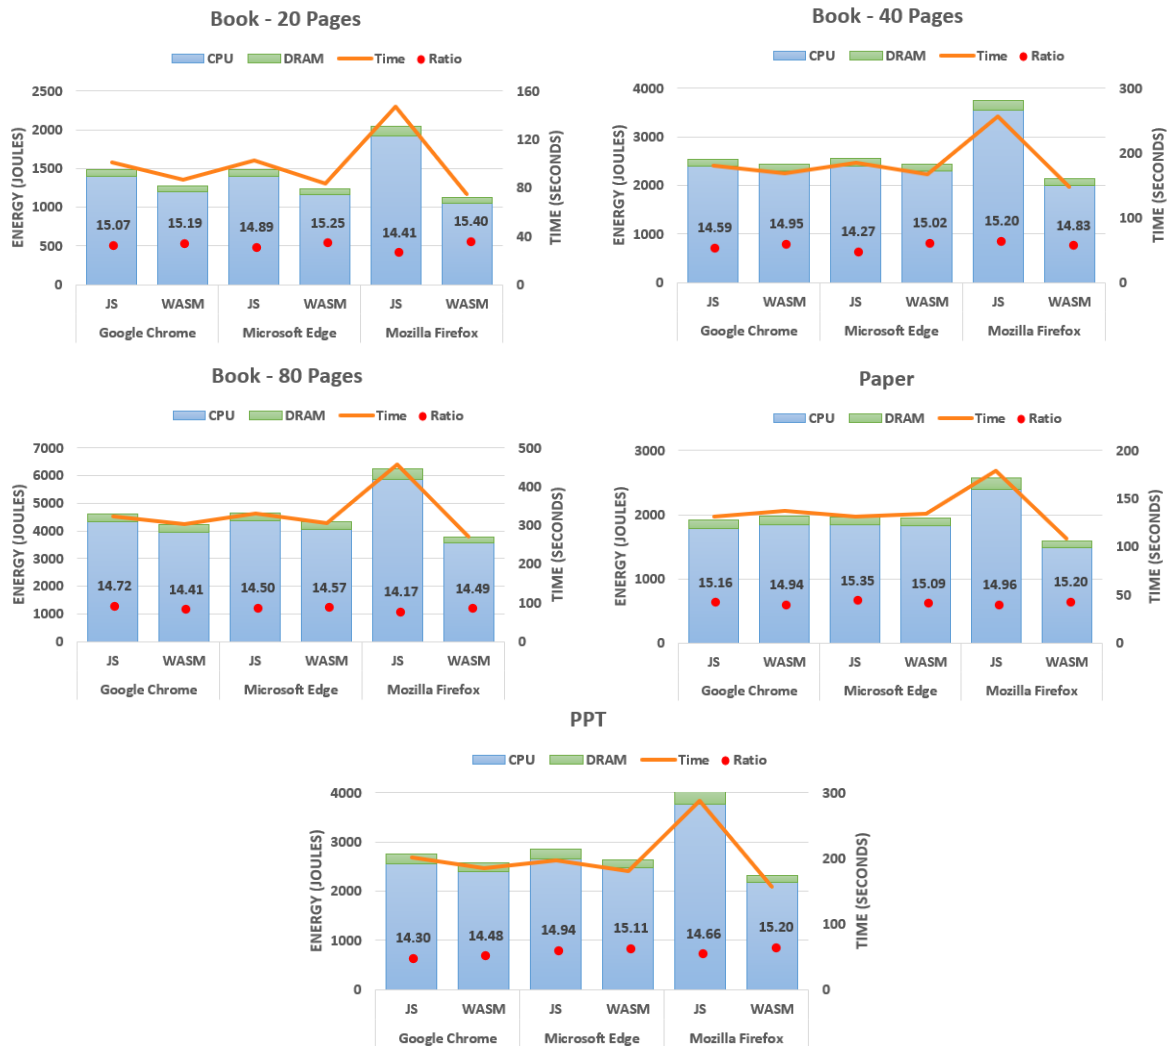 Book - 20 Pages
CPU DRAM Time Ratio
ENERGY (JOULES)
2500
2000
1500
1000
500
0
160
120
80
40
0
TIME (SECONDS)
15.07 15.19 14.89 15.25 14.41 15.40
JS WASM JS WASM JS WASM
Google Chrome Microsoft Edge Mozilla Firefox
Book - 40 Pages
CPU DRAM Time Ratio
ENERGY (JOULES)
4000
3000
2000
1000
0
300
200
100
0
TIME (SECONDS)
14.59 14.95 14.27 15.02 15.20 14.83
JS WASM JS WASM JS WASM
Google Chrome Microsoft Edge Mozilla Firefox
Book - 80 Pages
CPU DRAM Time Ratio
ENERGY (JOULES)
7000
6000
5000
4000
3000
2000
1000
0
500
400
300
200
100
0
TIME (SECONDS)
14.72 14.41 14.50 14.57 14.17 14.49
JS WASM JS WASM JS WASM
Google Chrome Microsoft Edge Mozilla Firefox
Paper
CPU DRAM Time Ratio
ENERGY (JOULES)
3000
2000
1000
0
200
150
100
50
0
TIME (SECONDS)
15.16 14.94 15.35 15.09 14.96 15.20
JS WASM JS WASM JS WASM
Google Chrome Microsoft Edge Mozilla Firefox
PPT
CPU DRAM Time Ratio
ENERGY (JOULES)
4000
3000
2000
1000
0
300
200
100
0
TIME (SECONDS)
14.30 14.48 14.94 15.11 14.66 15.20
JS WASM JS WASM JS WASM
Google Chrome Microsoft Edge Mozilla Firefox